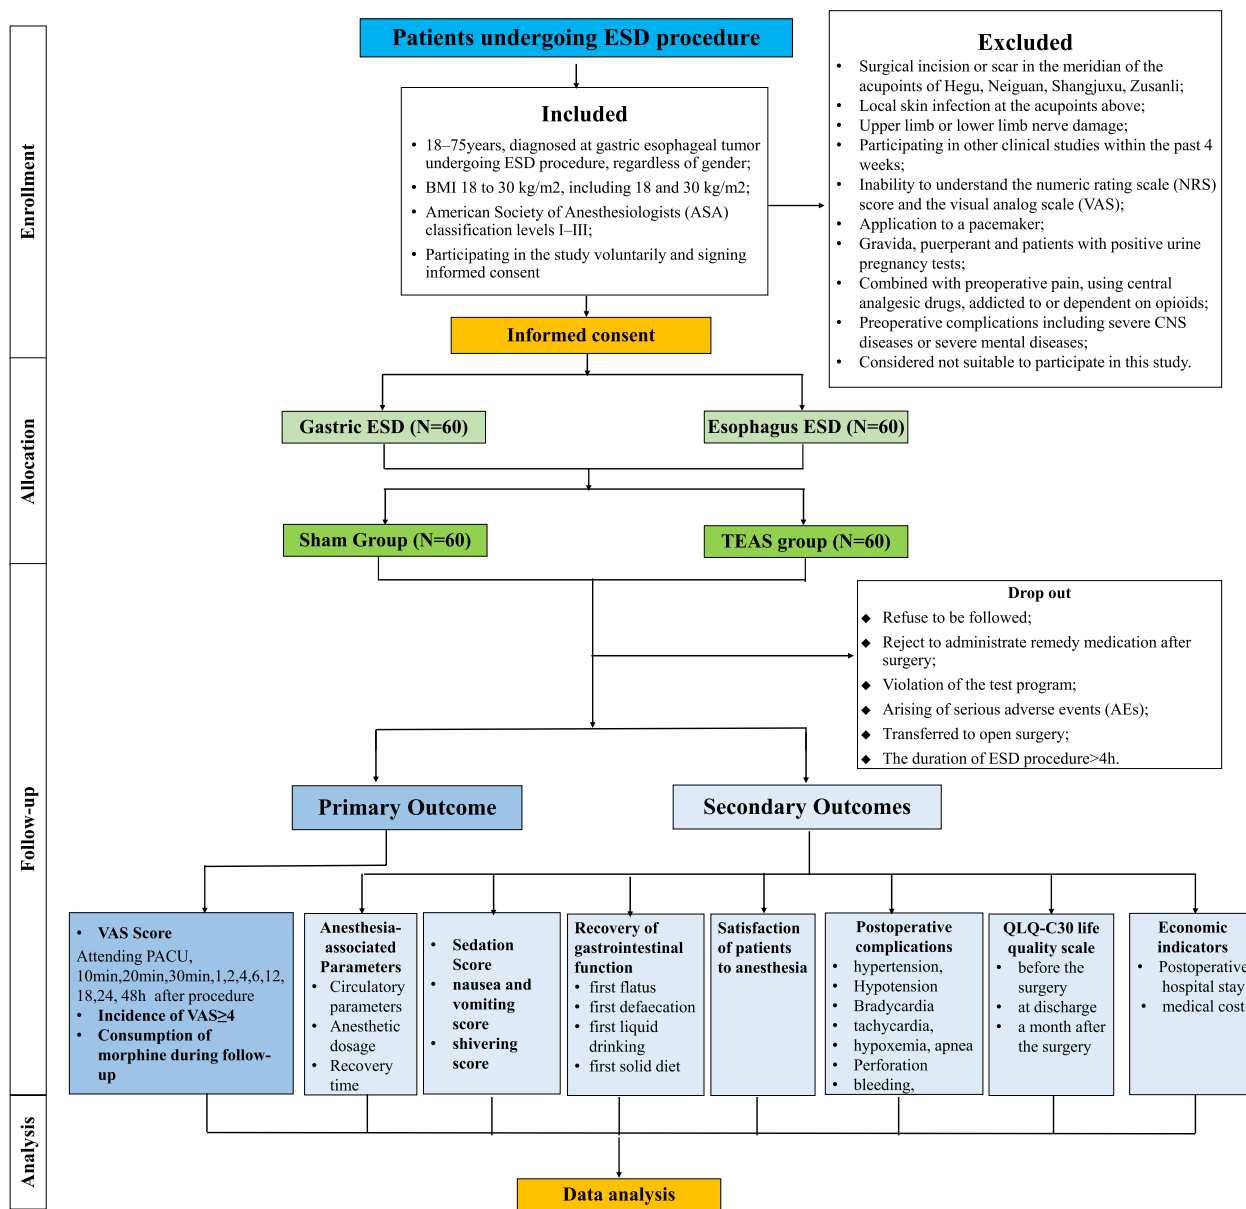 Patients undergoing ESD procedure
Enrollment
Included
• 18–75years, diagnosed at gastric esophageal tumor
undergoing ESD procedure, regardless of gender;
• BMI 18 to 30 kg/m2, including 18 and 30 kg/m2;
• American Society of Anesthesiologists (ASA)
classification levels I–III;
• Participating in the study voluntarily and signing
informed consent
Excluded
• Surgical incision or scar in the meridian of the
acupoints of Hegu, Neiguan, Shangjuxu, Zusanli;
• Local skin infection at the acupoints above;
• Upper limb or lower limb nerve damage;
• Participating in other clinical studies within the past 4
weeks;
• Inability to understand the numeric rating scale (NRS)
score and the visual analog scale (VAS);
• Application to a pacemaker;
• Gravida, puerperant and patients with positive urine
pregnancy tests;
• Combined with preoperative pain, using central
analgesic drugs, addicted to or dependent on opioids;
• Preoperative complications including severe CNS
diseases or severe mental diseases;
• Considered not suitable to participate in this study.
Informed consent
Allocation
Gastric ESD (N=60)
Esophagus ESD (N=60)
Sham Group (N=60)
TEAS group (N=60)
Follow-up
Drop out
◆ Refuse to be followed;
◆ Reject to administrate remedy medication after
surgery;
◆ Violation of the test program;
◆ Arising of serious adverse events (AEs);
◆ Transferred to open surgery;
◆ The duration of ESD procedure>4h.
Primary Outcome
Secondary Outcomes
• VAS Score
Attending PACU,
10min,20min,30min,1,2,4,6,12,
18,24, 48h after procedure
• Incidence of VAS≥4
• Consumption of
morphine during follow-
up
Anesthesia-
associated
Parameters
• Circulatory
parameters
• Anesthetic
dosage
• Recovery
time
• Sedation
Score
• nausea and
vomiting
score
• shivering
score
Recovery of
gastrointestinal
function
• first flatus
• first defaecation
• first liquid
drinking
• first solid diet
Satisfaction
of patients
to anesthesia
Postoperative
complications
• hypertension,
• Hypotension
• Bradycardia
• tachycardia,
• hypoxemia, apnea
• Perforation
• bleeding,
QLQ-C30 life
quality scale
• before the
surgery
• at discharge
• a month after
the surgery
Economic
indicators
• Postoperative
hospital stay
• medical cost
Analysis
Data analysis